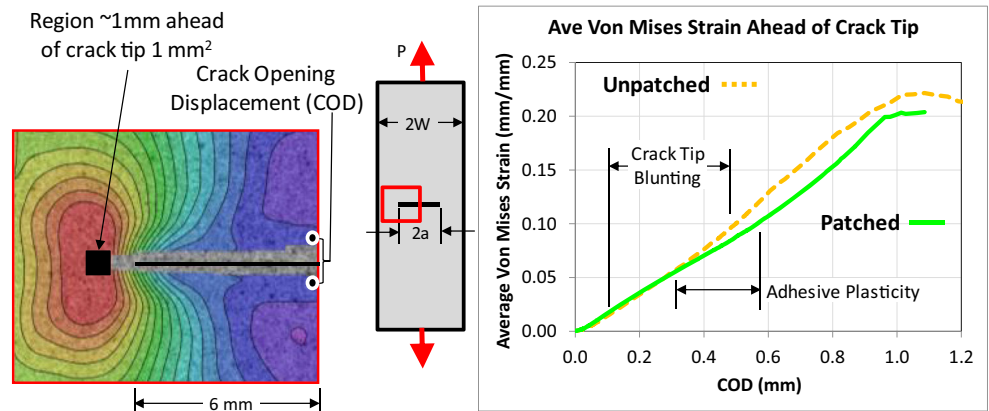 Region ~1mm ahead
of crack tip 1 mm²
Crack Opening
Displacement (COD)
6 mm
P
2W
2a
Ave Von Mises Strain Ahead of Crack Tip
Average Von Mises Strain (mm/mm)
0.25
0.20
0.15
0.10
0.05
0.00
Unpatched
Crack Tip
Blunting
Patched
Adhesive Plasticity
0.0 0.2 0.4 0.6 0.8 1.0 1.2
COD (mm)